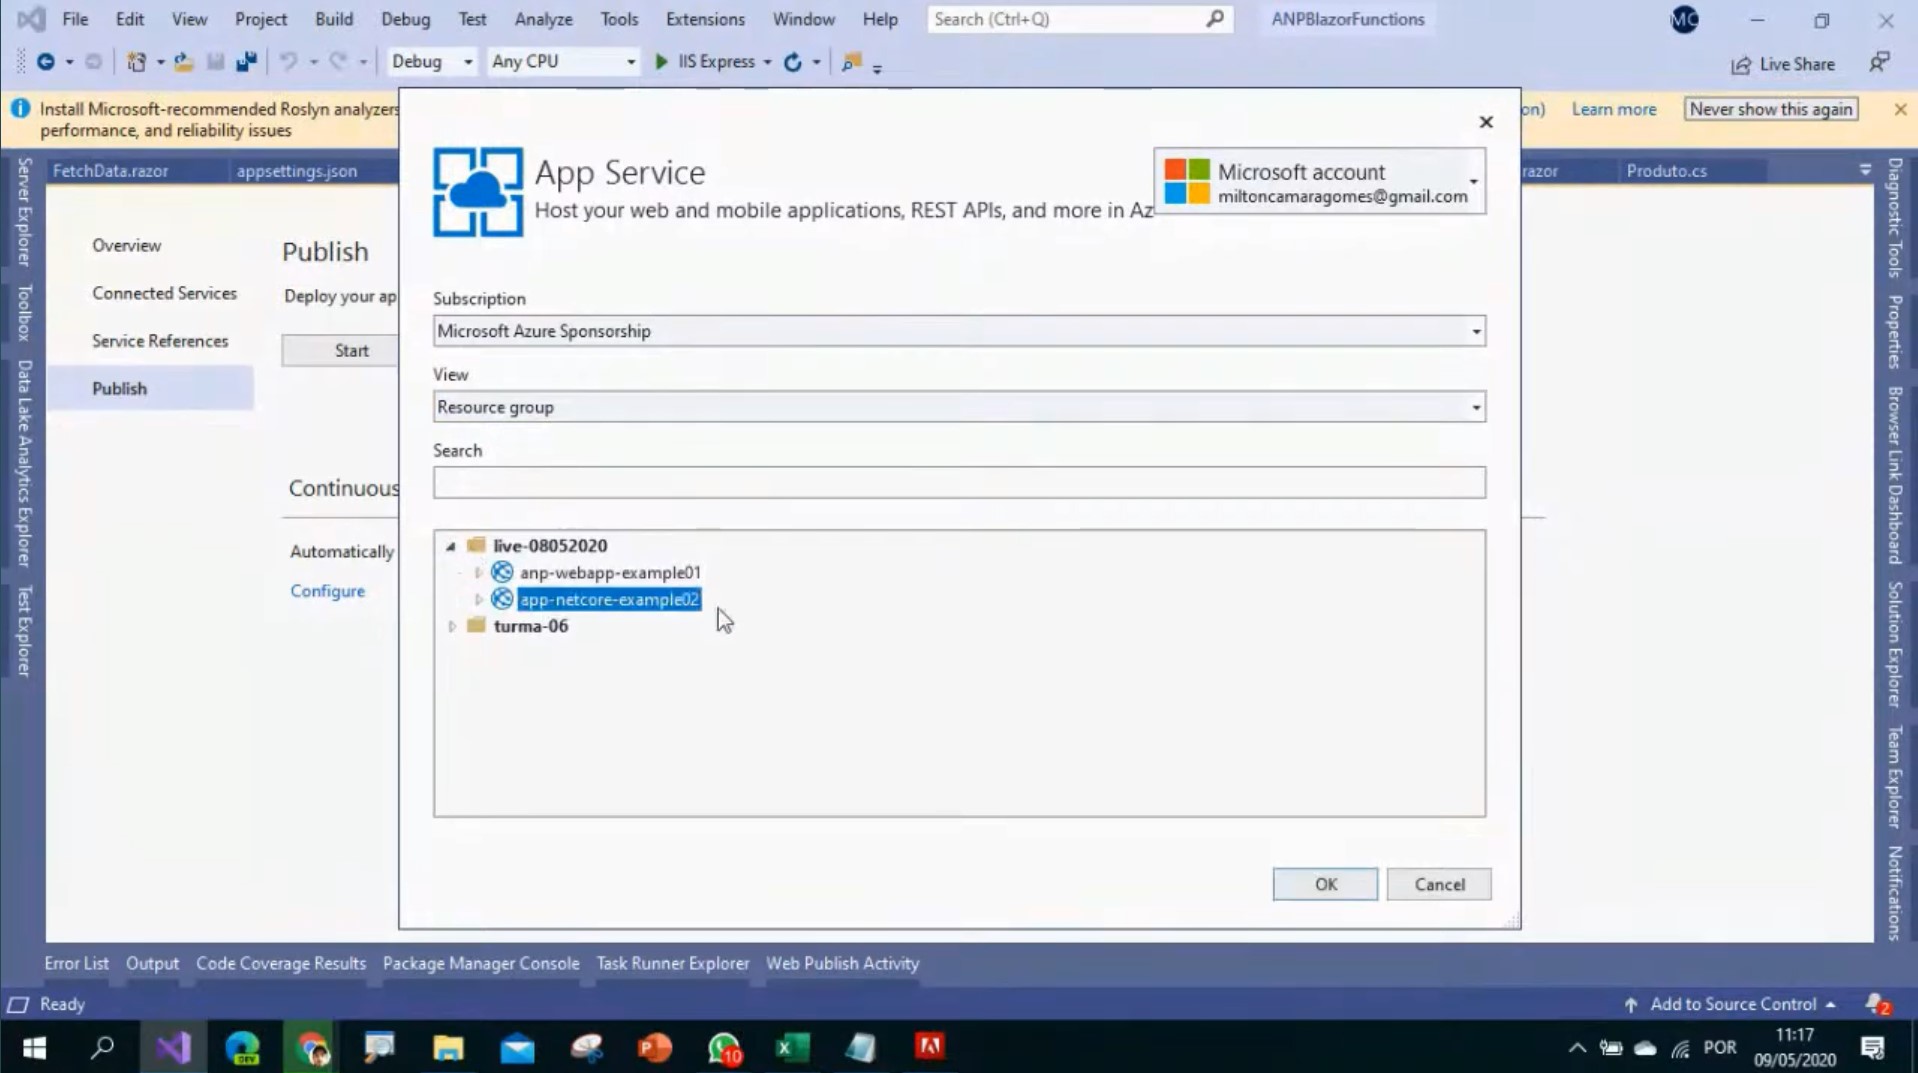 File Edit View Project Build Debug Test Analyze Tools Extensions Window Help Search (Ctrl+Q) ANPBlazorFunctions MC
Debug Any CPU IIS Express Live Share
Install Microsoft-recommended Roslyn analyzers
performance, and reliability issues
on) Learn more Never show this again
FetchData.razor appsettings.json razor Produto.cs
Server Explorer
Toolbox
Data Lake Analytics Explorer
Test Explorer
Overview
Connected Services
Service References
Publish
Publish
Deploy your ap
Start
Continuous
Automatically
Configure
App Service
Host your web and mobile applications, REST APIs, and more in Az
Microsoft account
miltoncamaragomes@gmail.com
Subscription
Microsoft Azure Sponsorship
View
Resource group
Search
live-08052020
anp-webapp-example01
app-netcore-example02
turma-06
OK Cancel
Diagnostic Tools
Properties
Browser Link Dashboard
Solution Explorer
Team Explorer
Notifications
Error List Output Code Coverage Results Package Manager Console Task Runner Explorer Web Publish Activity
Ready Add to Source Control 2
DEV 10 POR 11:17
09/05/2020